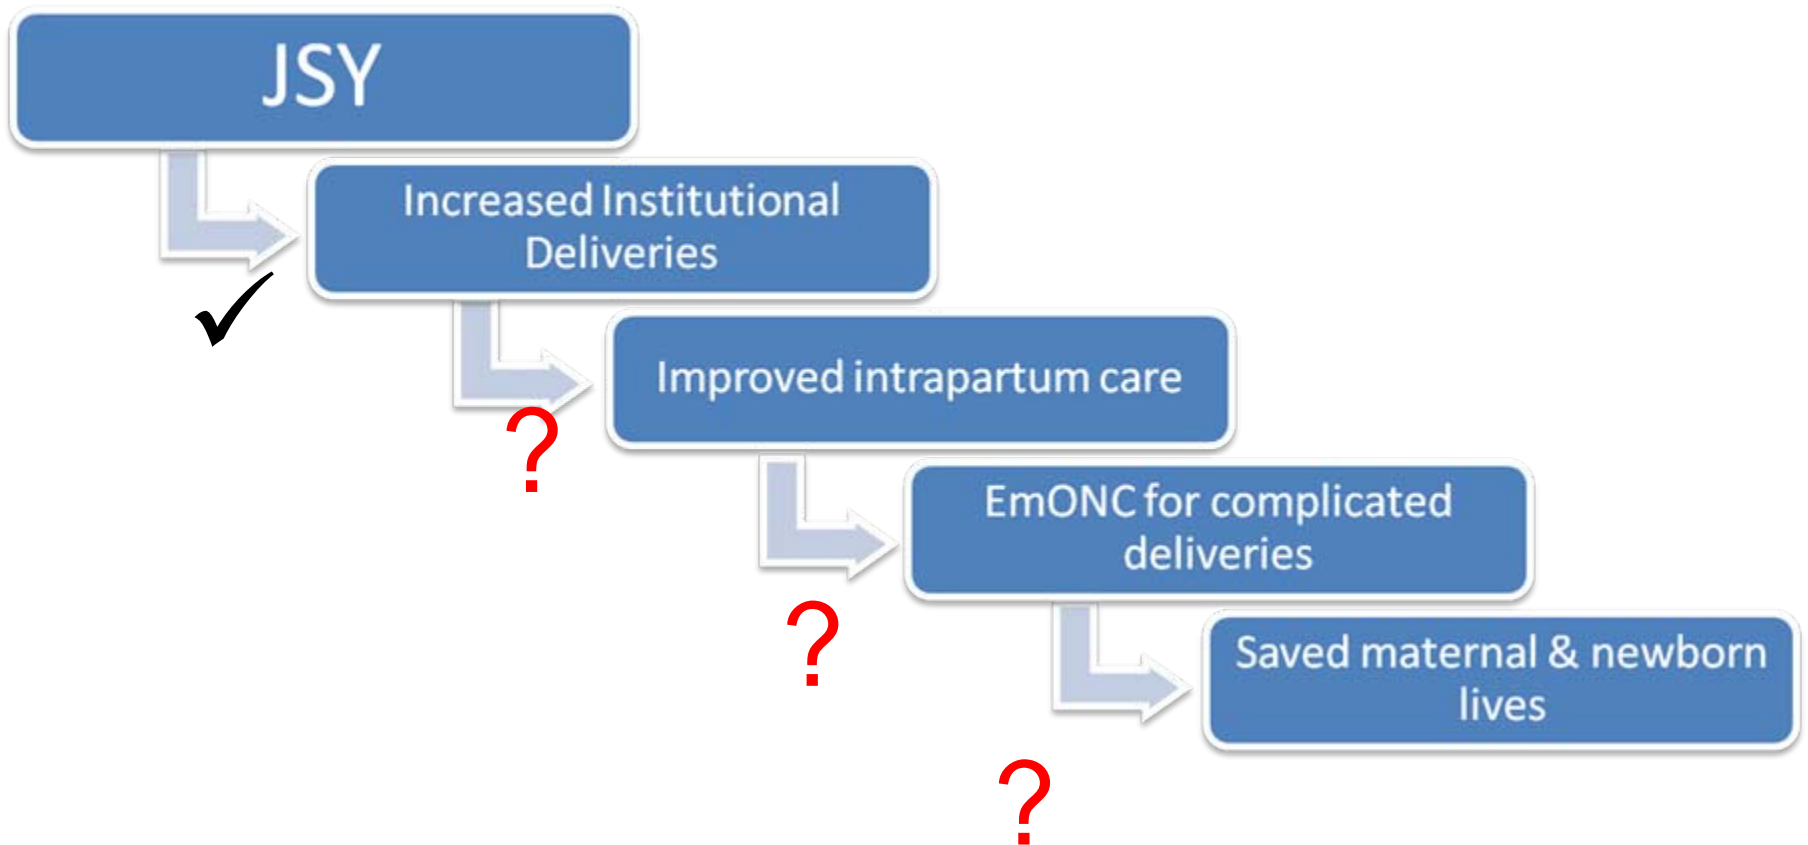 JSY
Increased Institutional
Deliveries
Improved intrapartum care
?
EmONC for complicated
deliveries
?
Saved maternal & newborn
lives
?